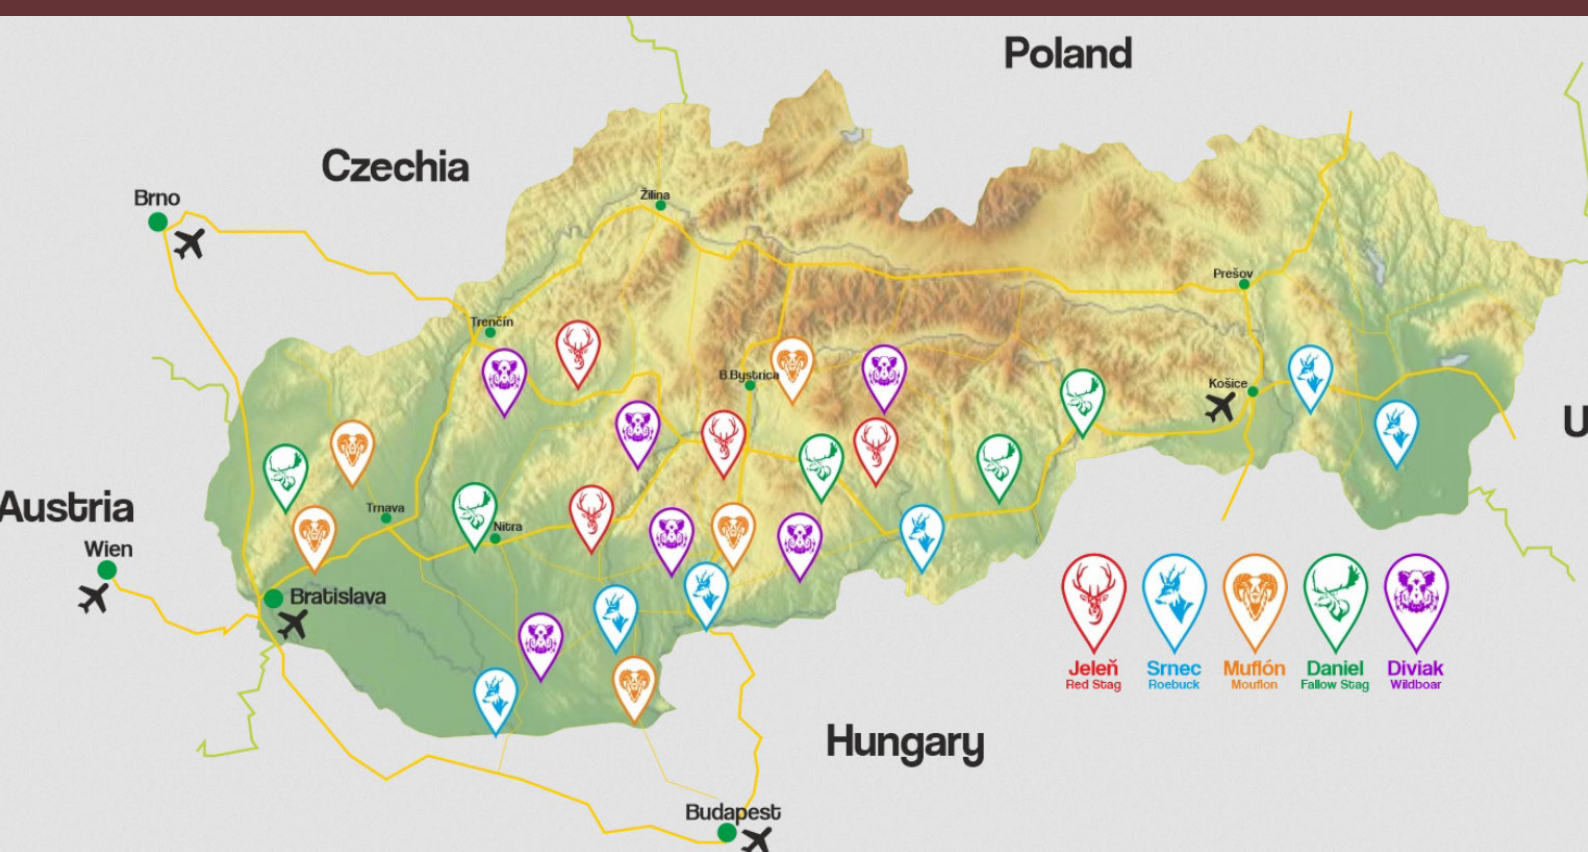 Poland
Czechia
Brno
Žilina
Prešov
Trenčín
B.Bystrica
Košice
U
Austria
Trnava
Nitra
Wien
Bratislava
Jeleň
Red Stag
Srnec
Roebuck
Muflón
Mouflon
Daniel
Fallow Stag
Diviak
Wildboar
Hungary
Budapest